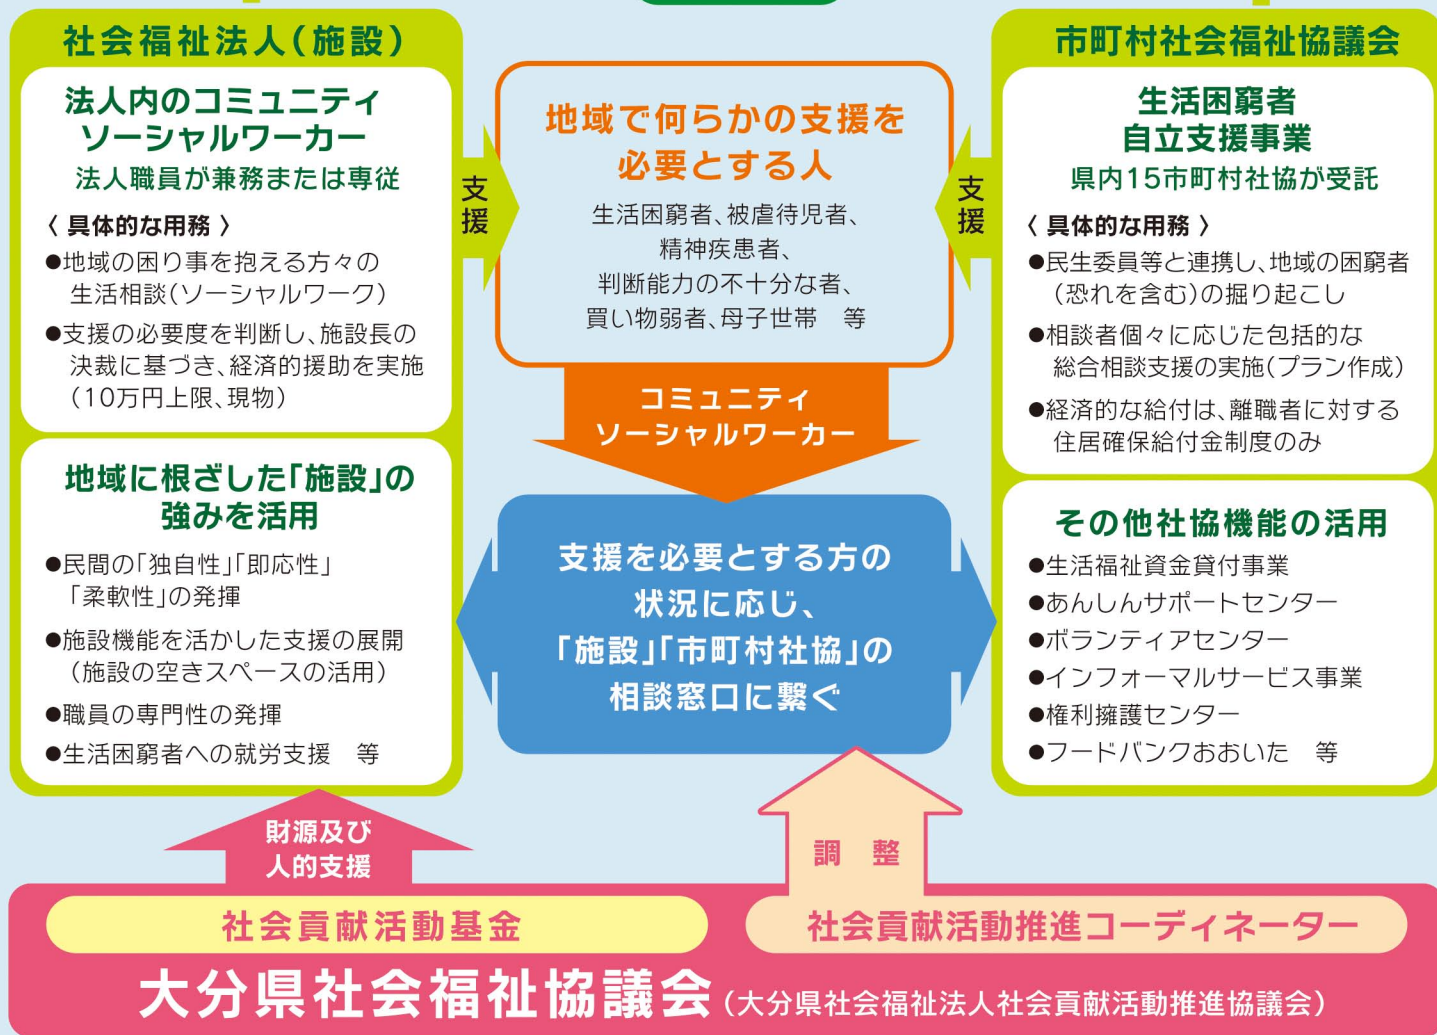 社会福祉法人(施設)
法人内のコミュニティ
ソーシャルワーカー
法人職員が兼務または専従
〈 具体的な用務 〉
●地域の困り事を抱える方々の
生活相談(ソーシャルワーク)
●支援の必要度を判断し、施設長の
決裁に基づき、経済的援助を実施
(10万円上限、現物)
地域に根ざした「施設」の
強みを活用
●民間の「独自性」「即応性」
「柔軟性」の発揮
●施設機能を活かした支援の展開
(施設の空きスペースの活用)
●職員の専門性の発揮
●生活困窮者への就労支援　等
支援
地域で何らかの支援を
必要とする人
生活困窮者、被虐待児者、
精神疾患者、
判断能力の不十分な者、
買い物弱者、母子世帯　等
支援
コミュニティ
ソーシャルワーカー
支援を必要とする方の
状況に応じ、
「施設」「市町村社協」の
相談窓口に繋ぐ
市町村社会福祉協議会
生活困窮者
自立支援事業
県内15市町村社協が受託
〈 具体的な用務 〉
●民生委員等と連携し、地域の困窮者
(恐れを含む)の掘り起こし
●相談者個々に応じた包括的な
総合相談支援の実施(プラン作成)
●経済的な給付は、離職者に対する
住居確保給付金制度のみ
その他社協機能の活用
●生活福祉資金貸付事業
●あんしんサポートセンター
●ボランティアセンター
●インフォーマルサービス事業
●権利擁護センター
●フードバンクおおいた　等
財源及び
人的支援
調　整
社会貢献活動基金
社会貢献活動推進コーディネーター
大分県社会福祉協議会(大分県社会福祉法人社会貢献活動推進協議会)